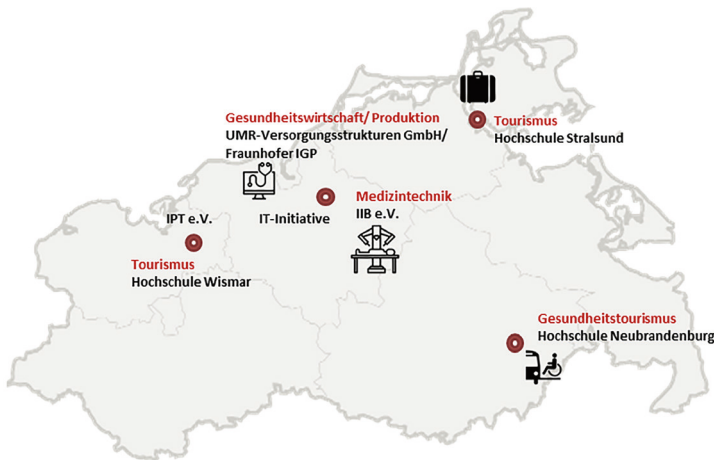 Gesundheitswirtschaft/ Produktion
UMR-Versorgungsstrukturen GmbH/
Fraunhofer IGP
Tourismus
Hochschule Stralsund
Medizintechnik
IIB e.V.
IT-Initiative
IPT e.V.
Tourismus
Hochschule Wismar
Gesundheitstourismus
Hochschule Neubrandenburg